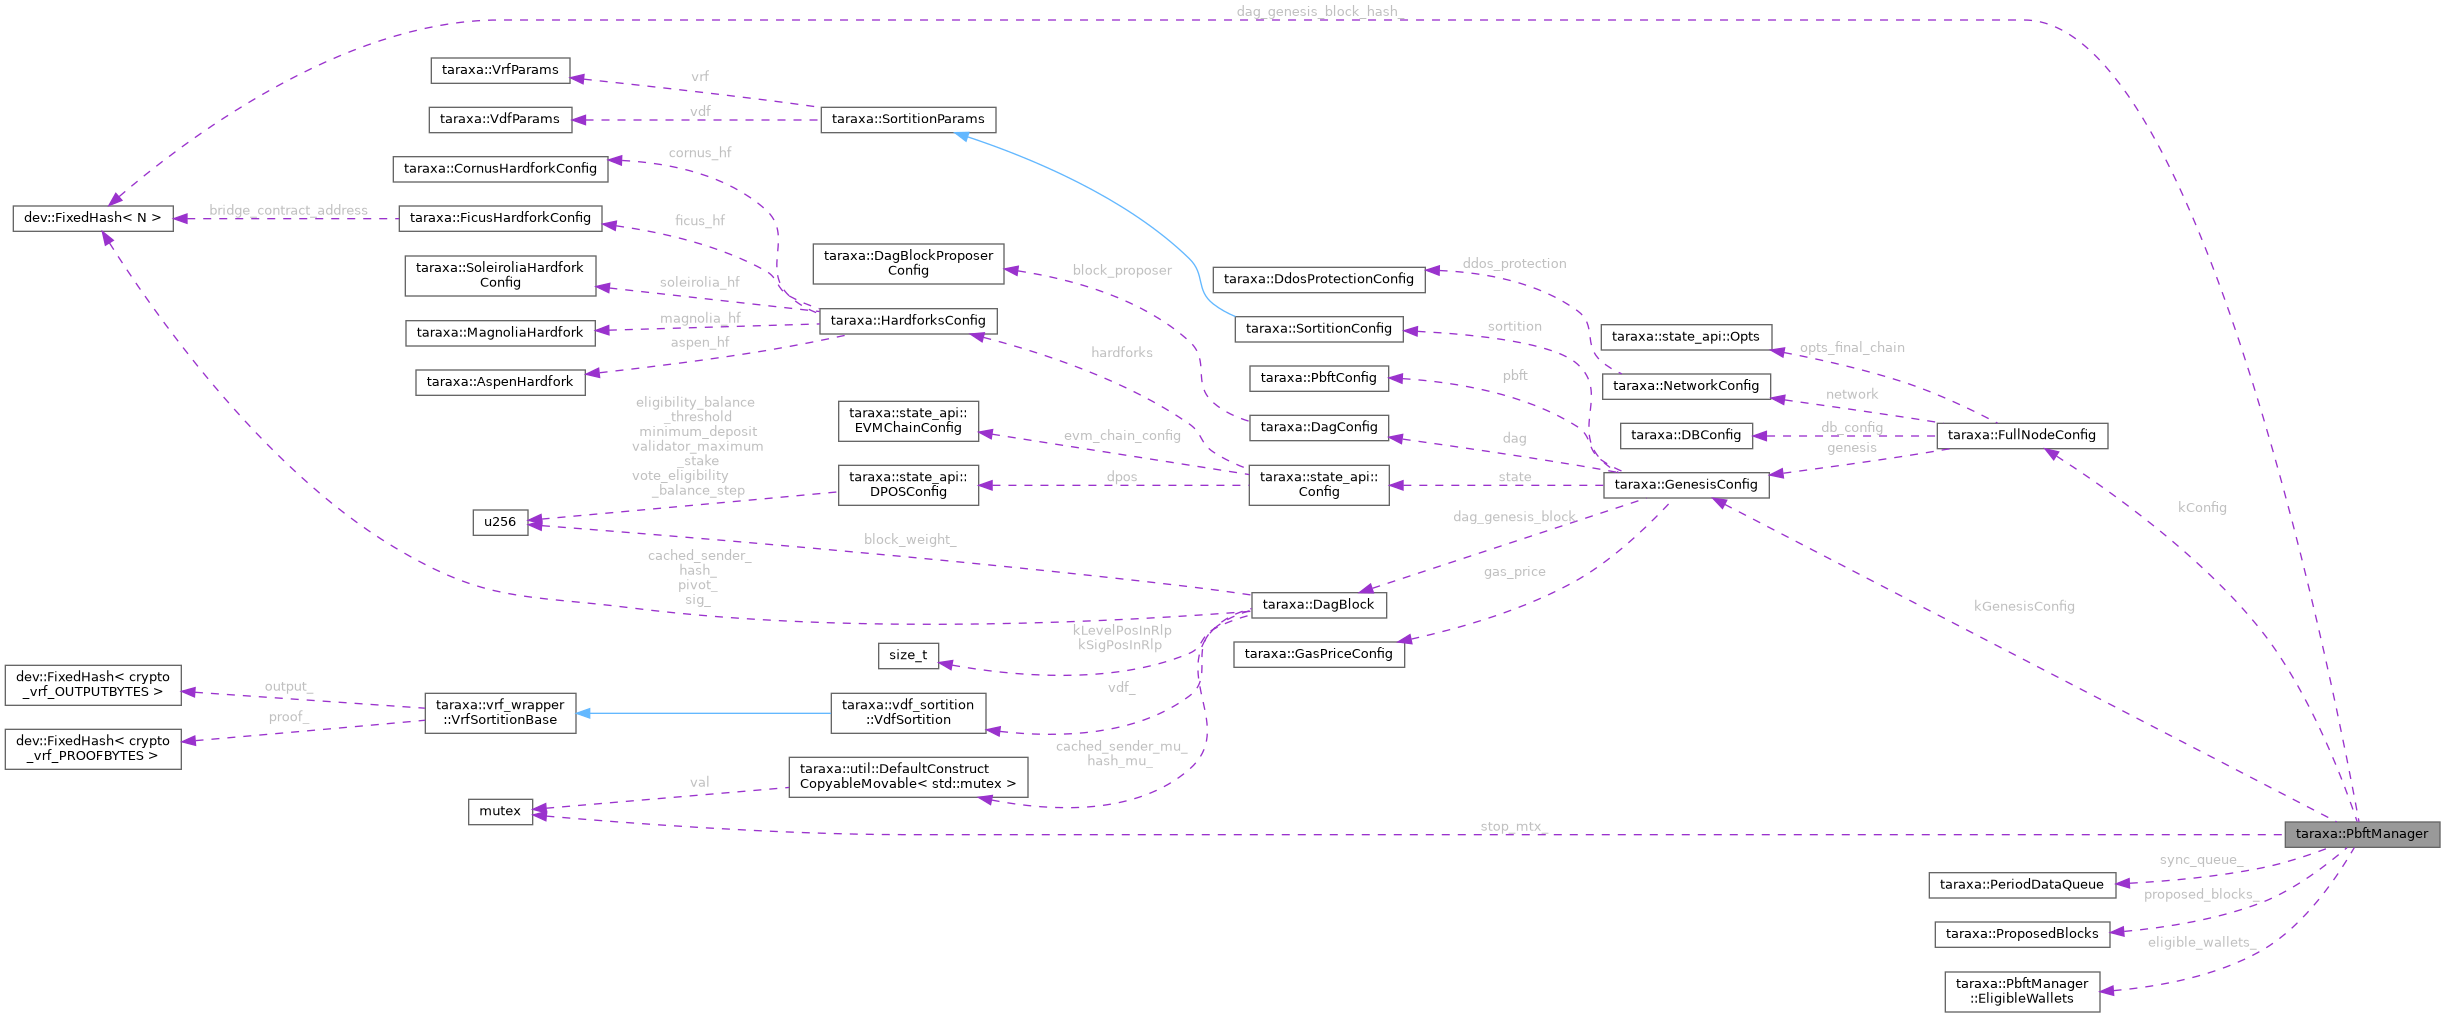 dag_genesis_block_hash_
taraxa::VrfParams
vrf
taraxa::VdfParams
vdf
taraxa::SortitionParams
cornus_hf
taraxa::CornusHardforkConfig
dev::FixedHash< N >
bridge_contract_address
taraxa::FicusHardforkConfig
ficus_hf
taraxa::SoleiroliaHardfork
Config
soleirolia_hf
taraxa::DagBlockProposer
Config
block_proposer
taraxa::DdosProtectionConfig
ddos_protection
taraxa::MagnoliaHardfork
magnolia_hf
taraxa::HardforksConfig
taraxa::SortitionConfig
sortition
taraxa::state_api::Opts
opts_final_chain
aspen_hf
taraxa::AspenHardfork
hardforks
taraxa::PbftConfig
pbft
taraxa::NetworkConfig
network
eligibility_balance
_threshold
minimum_deposit
validator_maximum
_stake
vote_eligibility
_balance_step
taraxa::state_api::
EVMChainConfig
evm_chain_config
taraxa::DagConfig
dag
taraxa::DBConfig
db_config
genesis
taraxa::FullNodeConfig
taraxa::state_api::
DPOSConfig
dpos
taraxa::state_api::
Config
state
taraxa::GenesisConfig
kConfig
u256
block_weight_
dag_genesis_block
cached_sender_
hash_
pivot_
sig_
gas_price
taraxa::DagBlock
kGenesisConfig
kLevelPosInRlp
kSigPosInRlp
size_t
taraxa::GasPriceConfig
dev::FixedHash< crypto
_vrf_OUTPUTBYTES >
output_
proof_
dev::FixedHash< crypto
_vrf_PROOFBYTES >
taraxa::vrf_wrapper
::VrfSortitionBase
taraxa::vdf_sortition
::VdfSortition
vdf_
cached_sender_mu_
hash_mu_
taraxa::util::DefaultConstruct
CopyableMovable< std::mutex >
val
mutex
stop_mtx_
taraxa::PbftManager
sync_queue_
taraxa::PeriodDataQueue
proposed_blocks_
taraxa::ProposedBlocks
eligible_wallets_
taraxa::PbftManager
::EligibleWallets